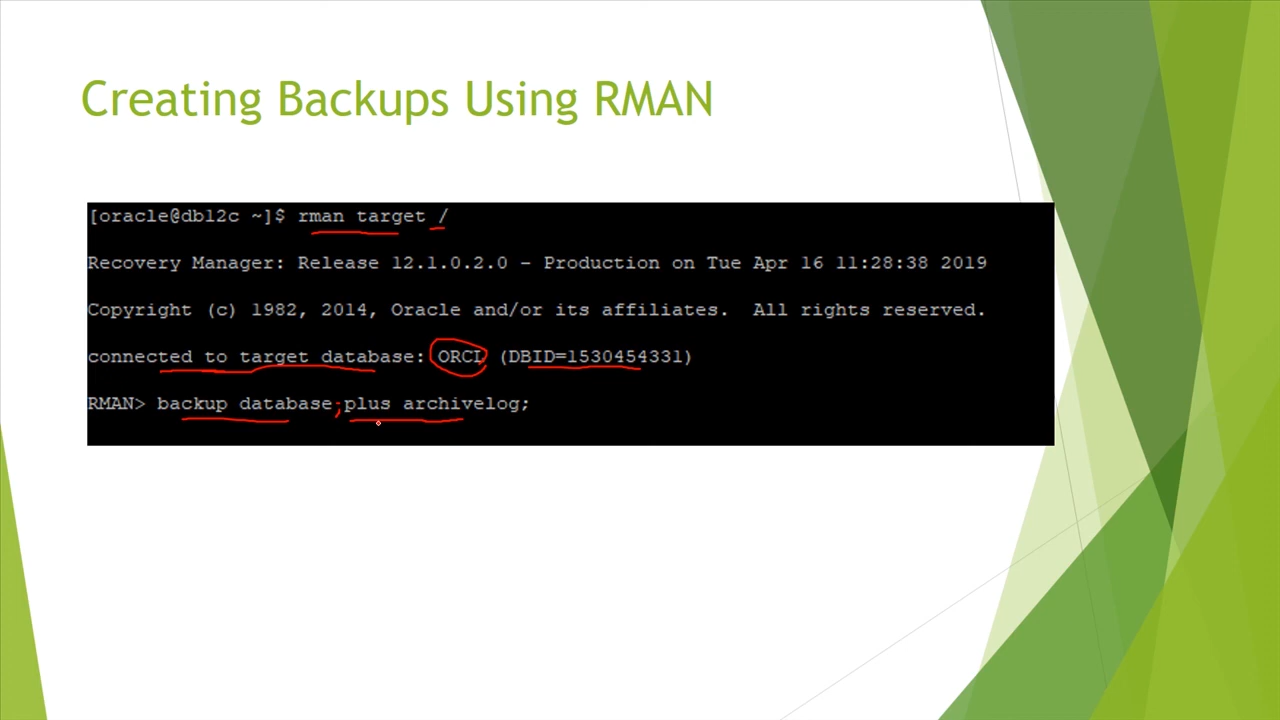 Creating Backups Using RMAN
[oracle@db12c ~]$ rman target /
Recovery Manager: Release 12.1.0.2.0 - Production on Tue Apr 16 11:28:38 2019
Copyright (c) 1982, 2014, Oracle and/or its affiliates.  All rights reserved.
connected to target database: ORCL (DBID=1530454331)
RMAN> backup database;plus archivelog;